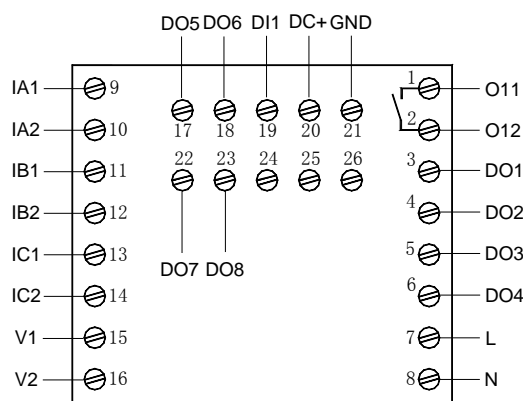 DO5 DO6 DI1 DC+ GND
IA1 9 1 O11
17 18 19 20 21
IA2 10 2 O12
22 23 24 25 26
IB1 11 3 DO1
IB2 12 4 DO2
DO7 DO8
IC1 13 5 DO3
IC2 14 6 DO4
V1 15 7 L
V2 16 8 N